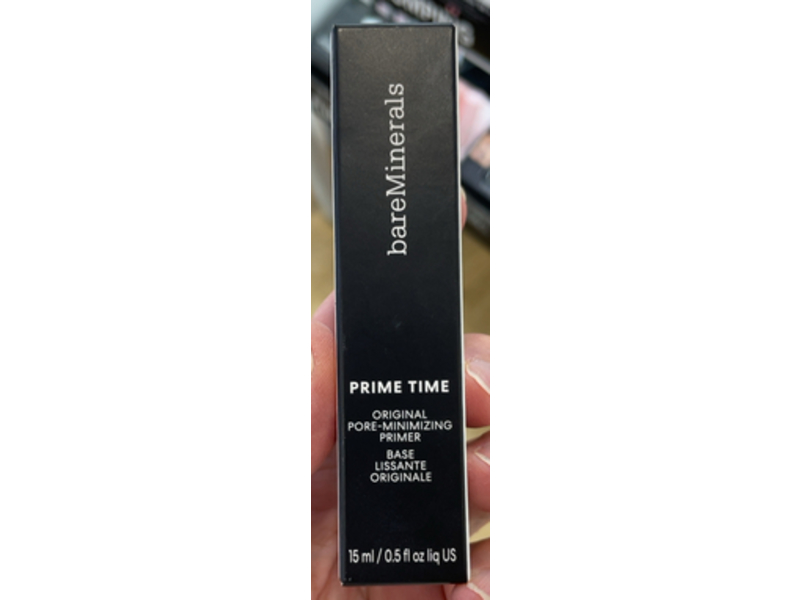 bareMinerals
PRIME TIME
ORIGINAL
PORE-MINIMIZING
PRIMER
BASE
LISSANTE
ORIGINALE
15 ml / 0.5 fl oz liq US